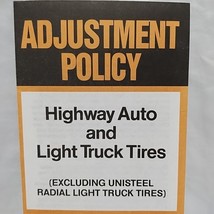 ADJUSTMENT
POLICY
Highway Auto
and
Light Truck Tires
(EXCLUDING UNISTEEL
RADIAL LIGHT TRUCK TIRES)